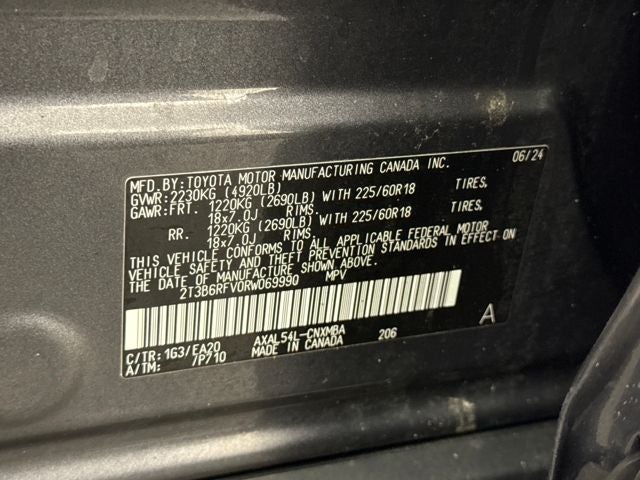 MFD. BY: TOYOTA MOTOR MANUFACTURING CANADA INC. 06/24
GVWR: 2230KG (4920LB)
GAWR: FRT. 1220KG (2690LB) WITH 225/60R18 TIRES,
18x7.0J RIMS.
RR. 1220KG (2690LB) WITH 225/60R18 TIRES,
18x7.0J RIMS.
THIS VEHICLE CONFORMS TO ALL APPLICABLE FEDERAL MOTOR
VEHICLE SAFETY AND THEFT PREVENTION STANDARDS IN EFFECT ON
THE DATE OF MANUFACTURE SHOWN ABOVE.
2T3B6RFV0RW069990 MPV
A
C/TR: 1G3/EA20 AXAL54L-CNXMBA 206
A/TM: /P710 MADE IN CANADA